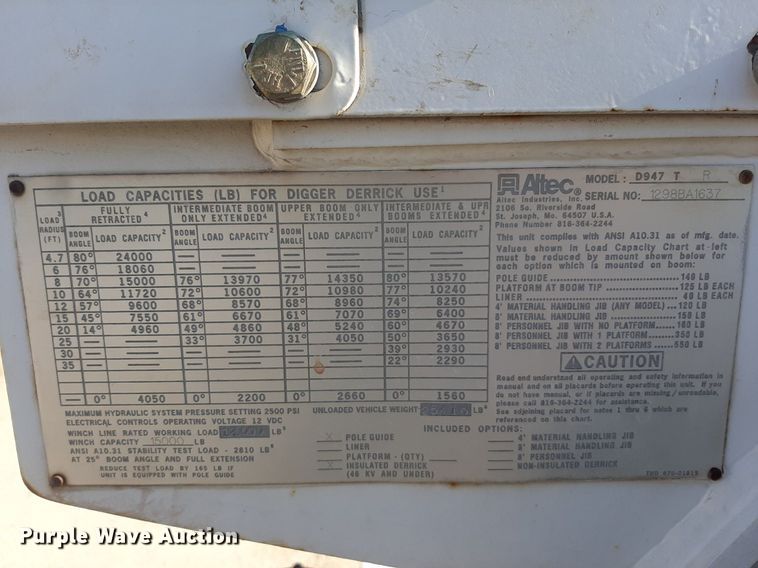 LOAD CAPACITIES (LB) FOR DIGGER DERRICK USE¹
LOAD³ RADIUS (FT) FULLY RETRACTED⁴ INTERMEDIATE BOOM ONLY EXTENDED⁴ UPPER BOOM ONLY EXTENDED⁴ INTERMEDIATE & UPR BOOMS EXTENDED⁴
BOOM ANGLE LOAD CAPACITY² BOOM ANGLE LOAD CAPACITY² BOOM ANGLE LOAD CAPACITY² BOOM ANGLE LOAD CAPACITY²
4.7 80° 24000 — — — — — —
6 76° 18060 — — — — — —
8 70° 15000 76° 13970 77° 14350 80° 13570
10 64° 11720 72° 10600 72° 10980 77° 10240
12 57° 9600 68° 8570 68° 8960 74° 8250
15 45° 7550 61° 6670 61° 7070 69° 6400
20 14° 4960 49° 4860 48° 5240 60° 4670
25 — — 33° 3700 31° 4050 50° 3650
30 — — — — — — 39° 2930
35 — — — — — — 22° 2290
— 0° 4050 0° 2200 0° 2660 0° 1560
MAXIMUM HYDRAULIC SYSTEM PRESSURE SETTING 2500 PSI
ELECTRICAL CONTROLS OPERATING VOLTAGE 12 VDC
UNLOADED VEHICLE WEIGHT LB⁵
WINCH LINE RATED WORKING LOAD LB⁶
WINCH CAPACITY 15000 LB
ANSI A10.31 STABILITY TEST LOAD - 2810 LB
AT 25° BOOM ANGLE AND FULL EXTENSION
REDUCE TEST LOAD BY 165 LB IF
UNIT IS EQUIPPED WITH POLE GUIDE
INCLUDED OPTIONS:
X POLE GUIDE
LINER
PLATFORM - (QTY)
X INSULATED DERRICK
(46 KV AND UNDER)
4' MATERIAL HANDLING JIB
8' MATERIAL HANDLING JIB
8' PERSONNEL JIB
NON-INSULATED DERRICK
Altec®
Altec Industries, Inc.
2106 So. Riverside Road
St. Joseph, Mo. 64507 U.S.A.
Phone Number 816-364-2244
MODEL: D947 T R
SERIAL NO: 1298BA1637
This unit complies with ANSI A10.31 as of mfg. date.
Values shown in Load Capacity Chart at left
must be reduced by amount given below for
each option which is mounted on boom:
POLE GUIDE 140 LB
PLATFORM AT BOOM TIP 125 LB EACH
LINER 40 LB EACH
4' MATERIAL HANDLING JIB (ANY MODEL) 120 LB
8' MATERIAL HANDLING JIB 150 LB
8' PERSONNEL JIB WITH NO PLATFORM 160 LB
8' PERSONNEL JIB WITH 1 PLATFORM 350 LB
8' PERSONNEL JIB WITH 2 PLATFORMS 550 LB
CAUTION
Read and understand all operating and safety information in
manual and on all placards before operating this unit. If you
do not have manual, or if placards are missing/unreadable,
please call 816-364-2244 for assistance.
See adjoining placard for notes 1 thru 6 which are
referenced on this chart.
Purple Wave Auction